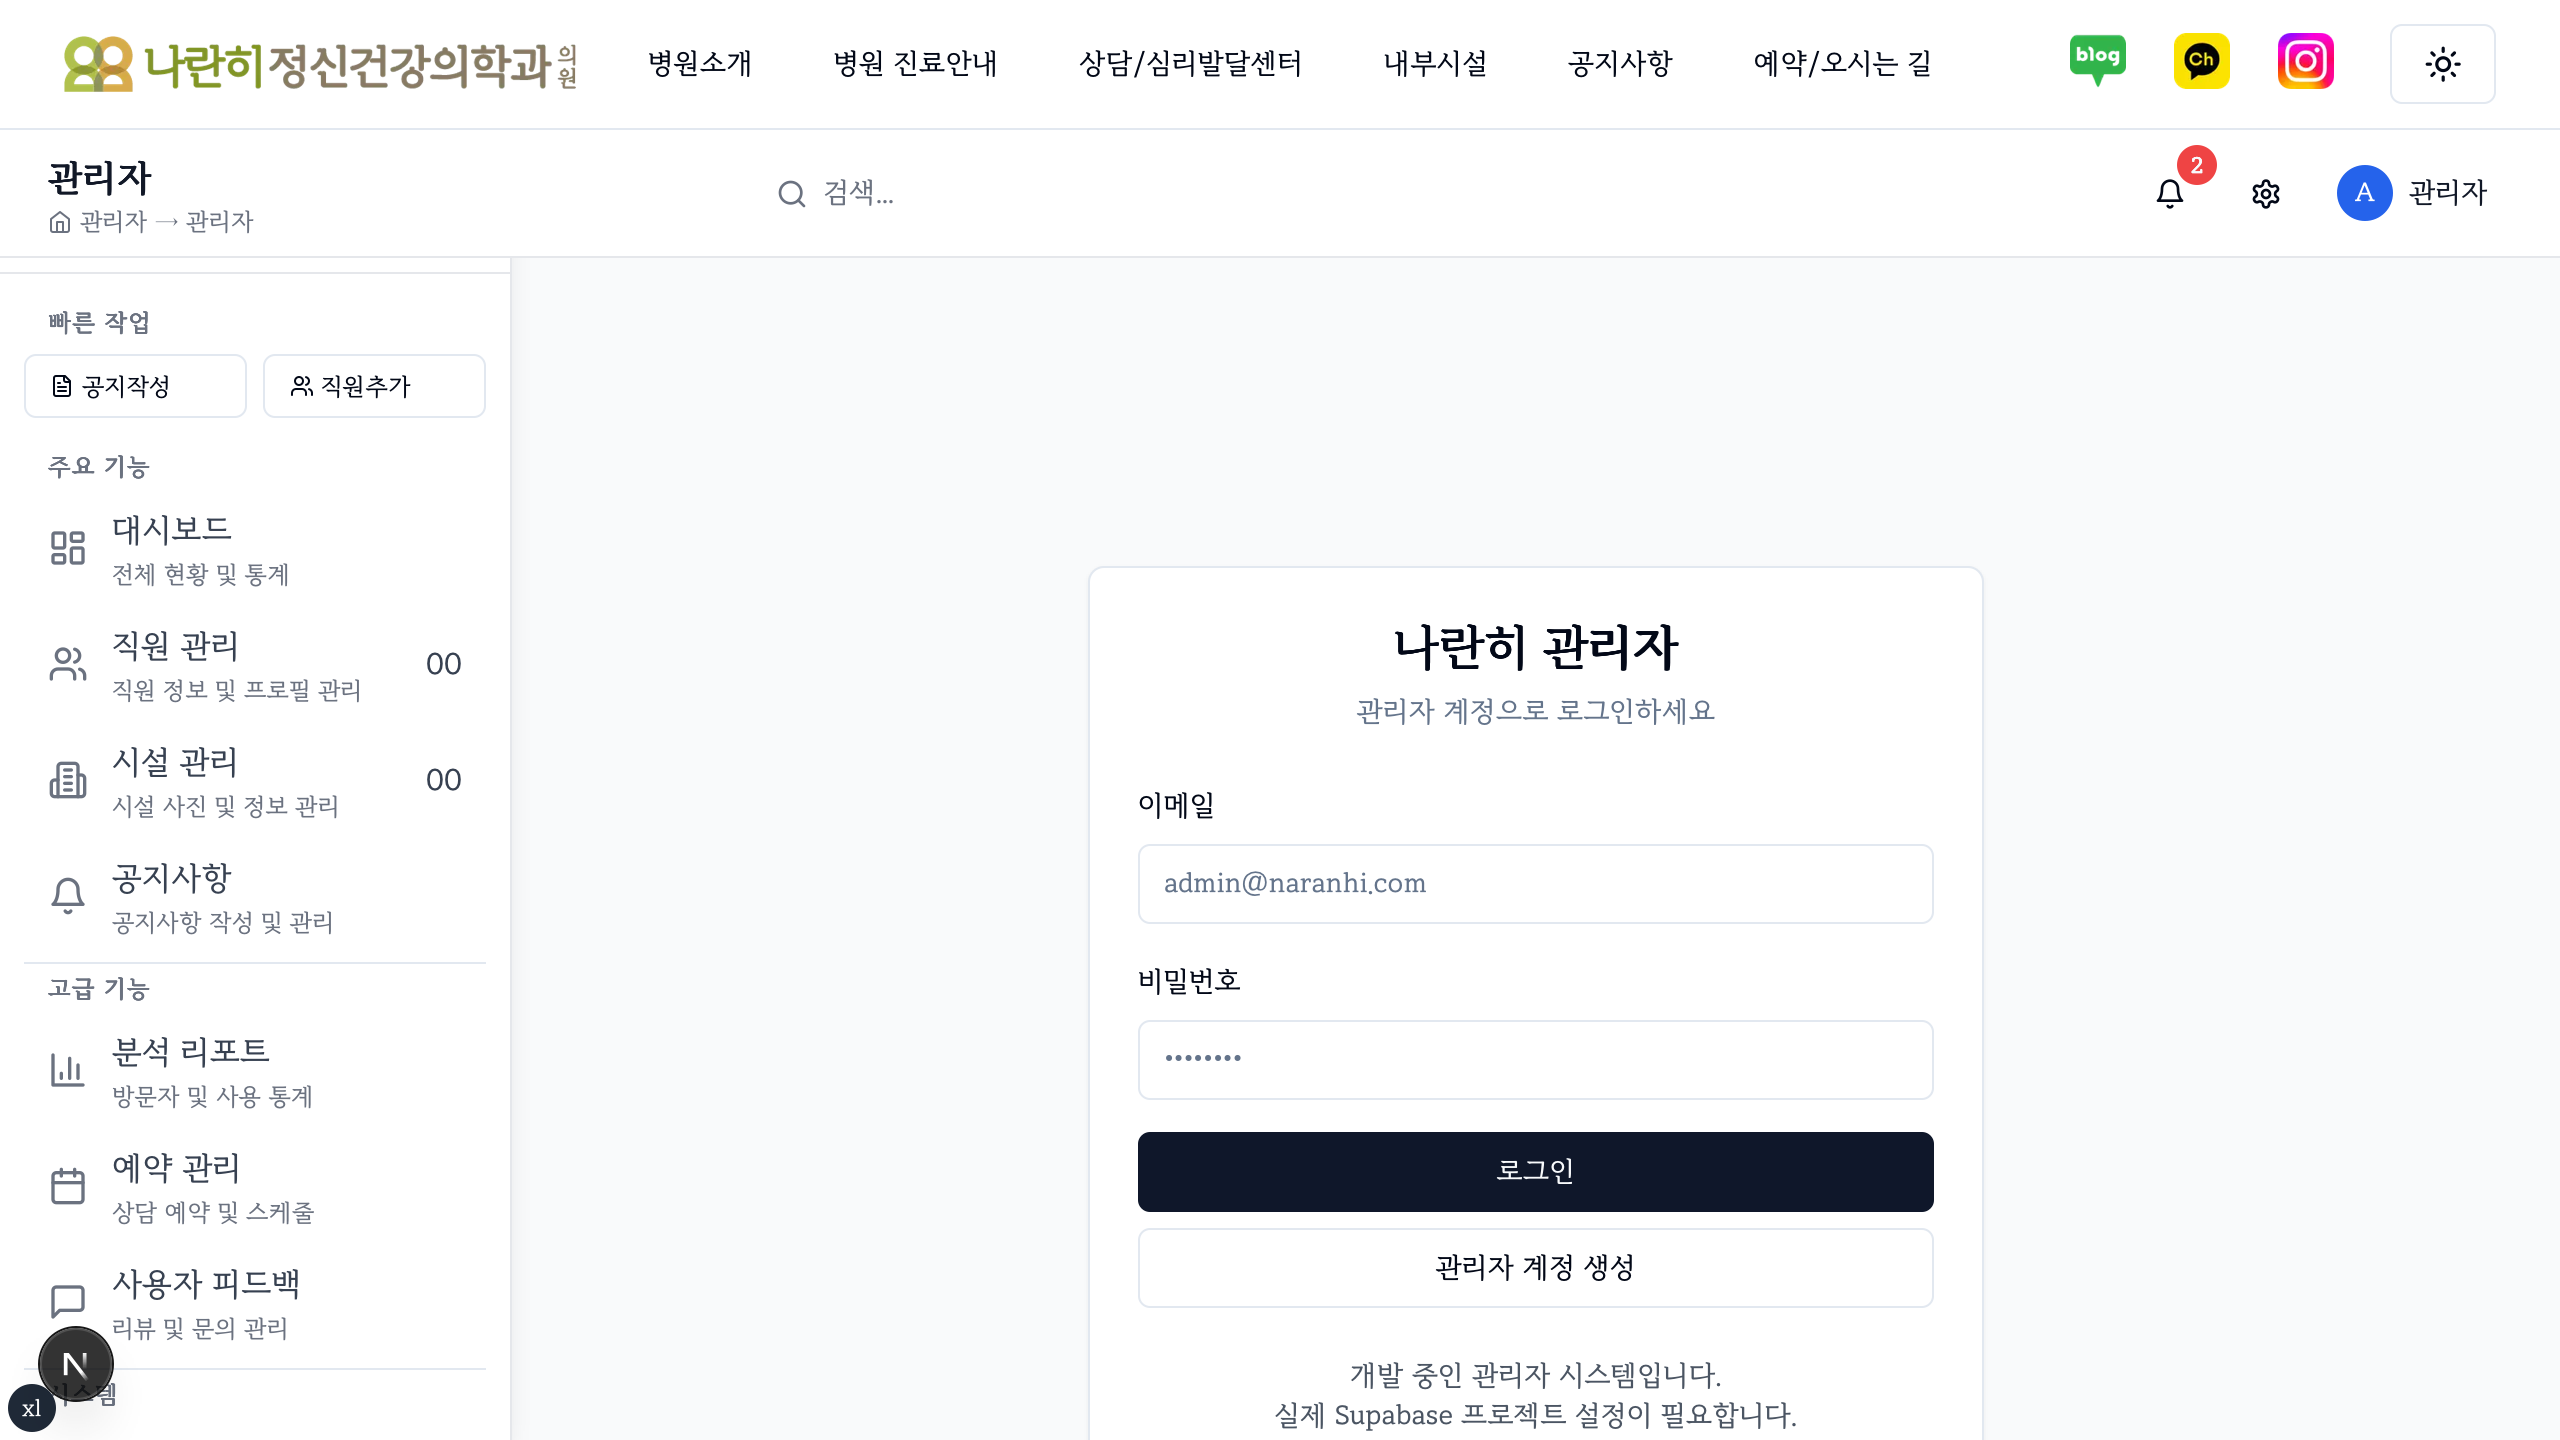 나란히 정신건강의학과 의원
병원소개
병원 진료안내
상담/심리발달센터
내부시설
공지사항
예약/오시는 길
blog
Ch
관리자
관리자 → 관리자
검색...
2
A 관리자
빠른 작업
공지작성
직원추가
주요 기능
대시보드
전체 현황 및 통계
직원 관리
직원 정보 및 프로필 관리
00
시설 관리
시설 사진 및 정보 관리
00
공지사항
공지사항 작성 및 관리
고급 기능
분석 리포트
방문자 및 사용 통계
예약 관리
상담 예약 및 스케줄
사용자 피드백
리뷰 및 문의 관리
N
xl
나란히 관리자
관리자 계정으로 로그인하세요
이메일
admin@naranhi.com
비밀번호
••••••••
로그인
관리자 계정 생성
개발 중인 관리자 시스템입니다.
실제 Supabase 프로젝트 설정이 필요합니다.